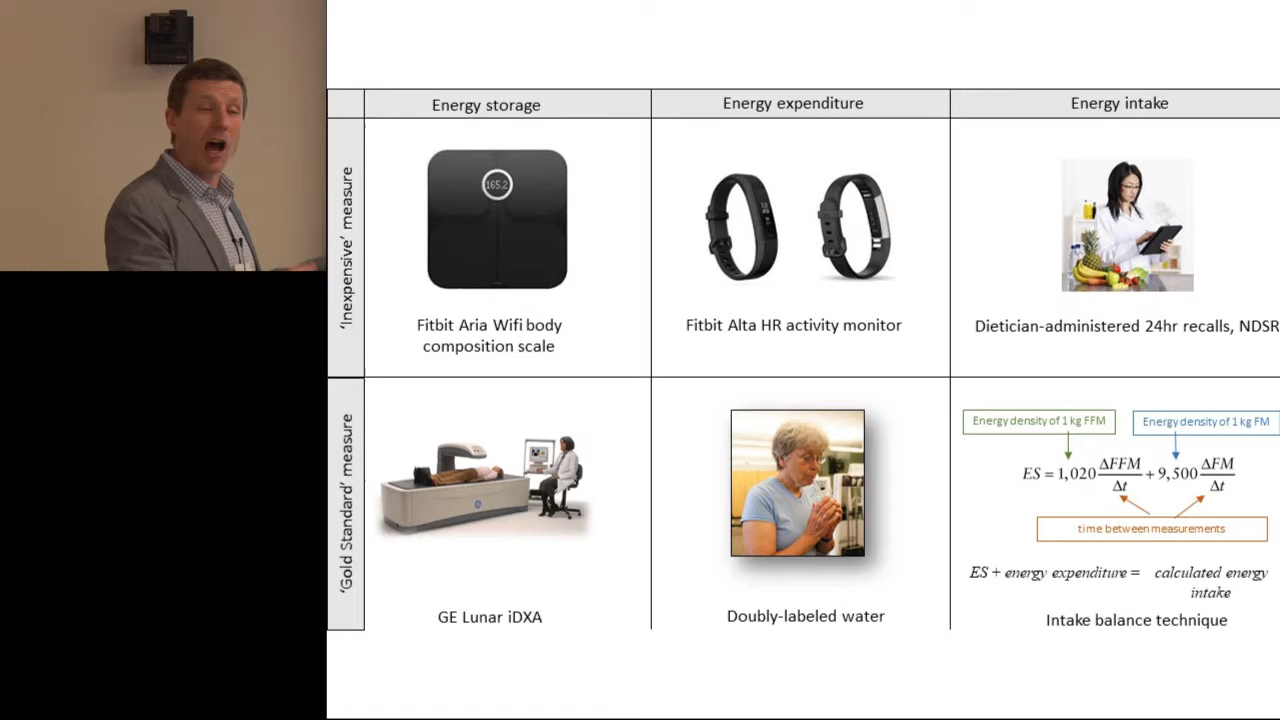 Energy storage
Energy expenditure
Energy intake
'Inexpensive' measure
165.2
Fitbit Aria Wifi body
composition scale
Fitbit Alta HR activity monitor
Dietician-administered 24hr recalls, NDSR
'Gold Standard' measure
GE Lunar iDXA
Doubly-labeled water
Energy density of 1 kg FFM
Energy density of 1 kg FM
ES = 1,020 ΔFFM/Δt + 9,500 ΔFM/Δt
time between measurements
ES + energy expenditure = calculated energy
intake
Intake balance technique